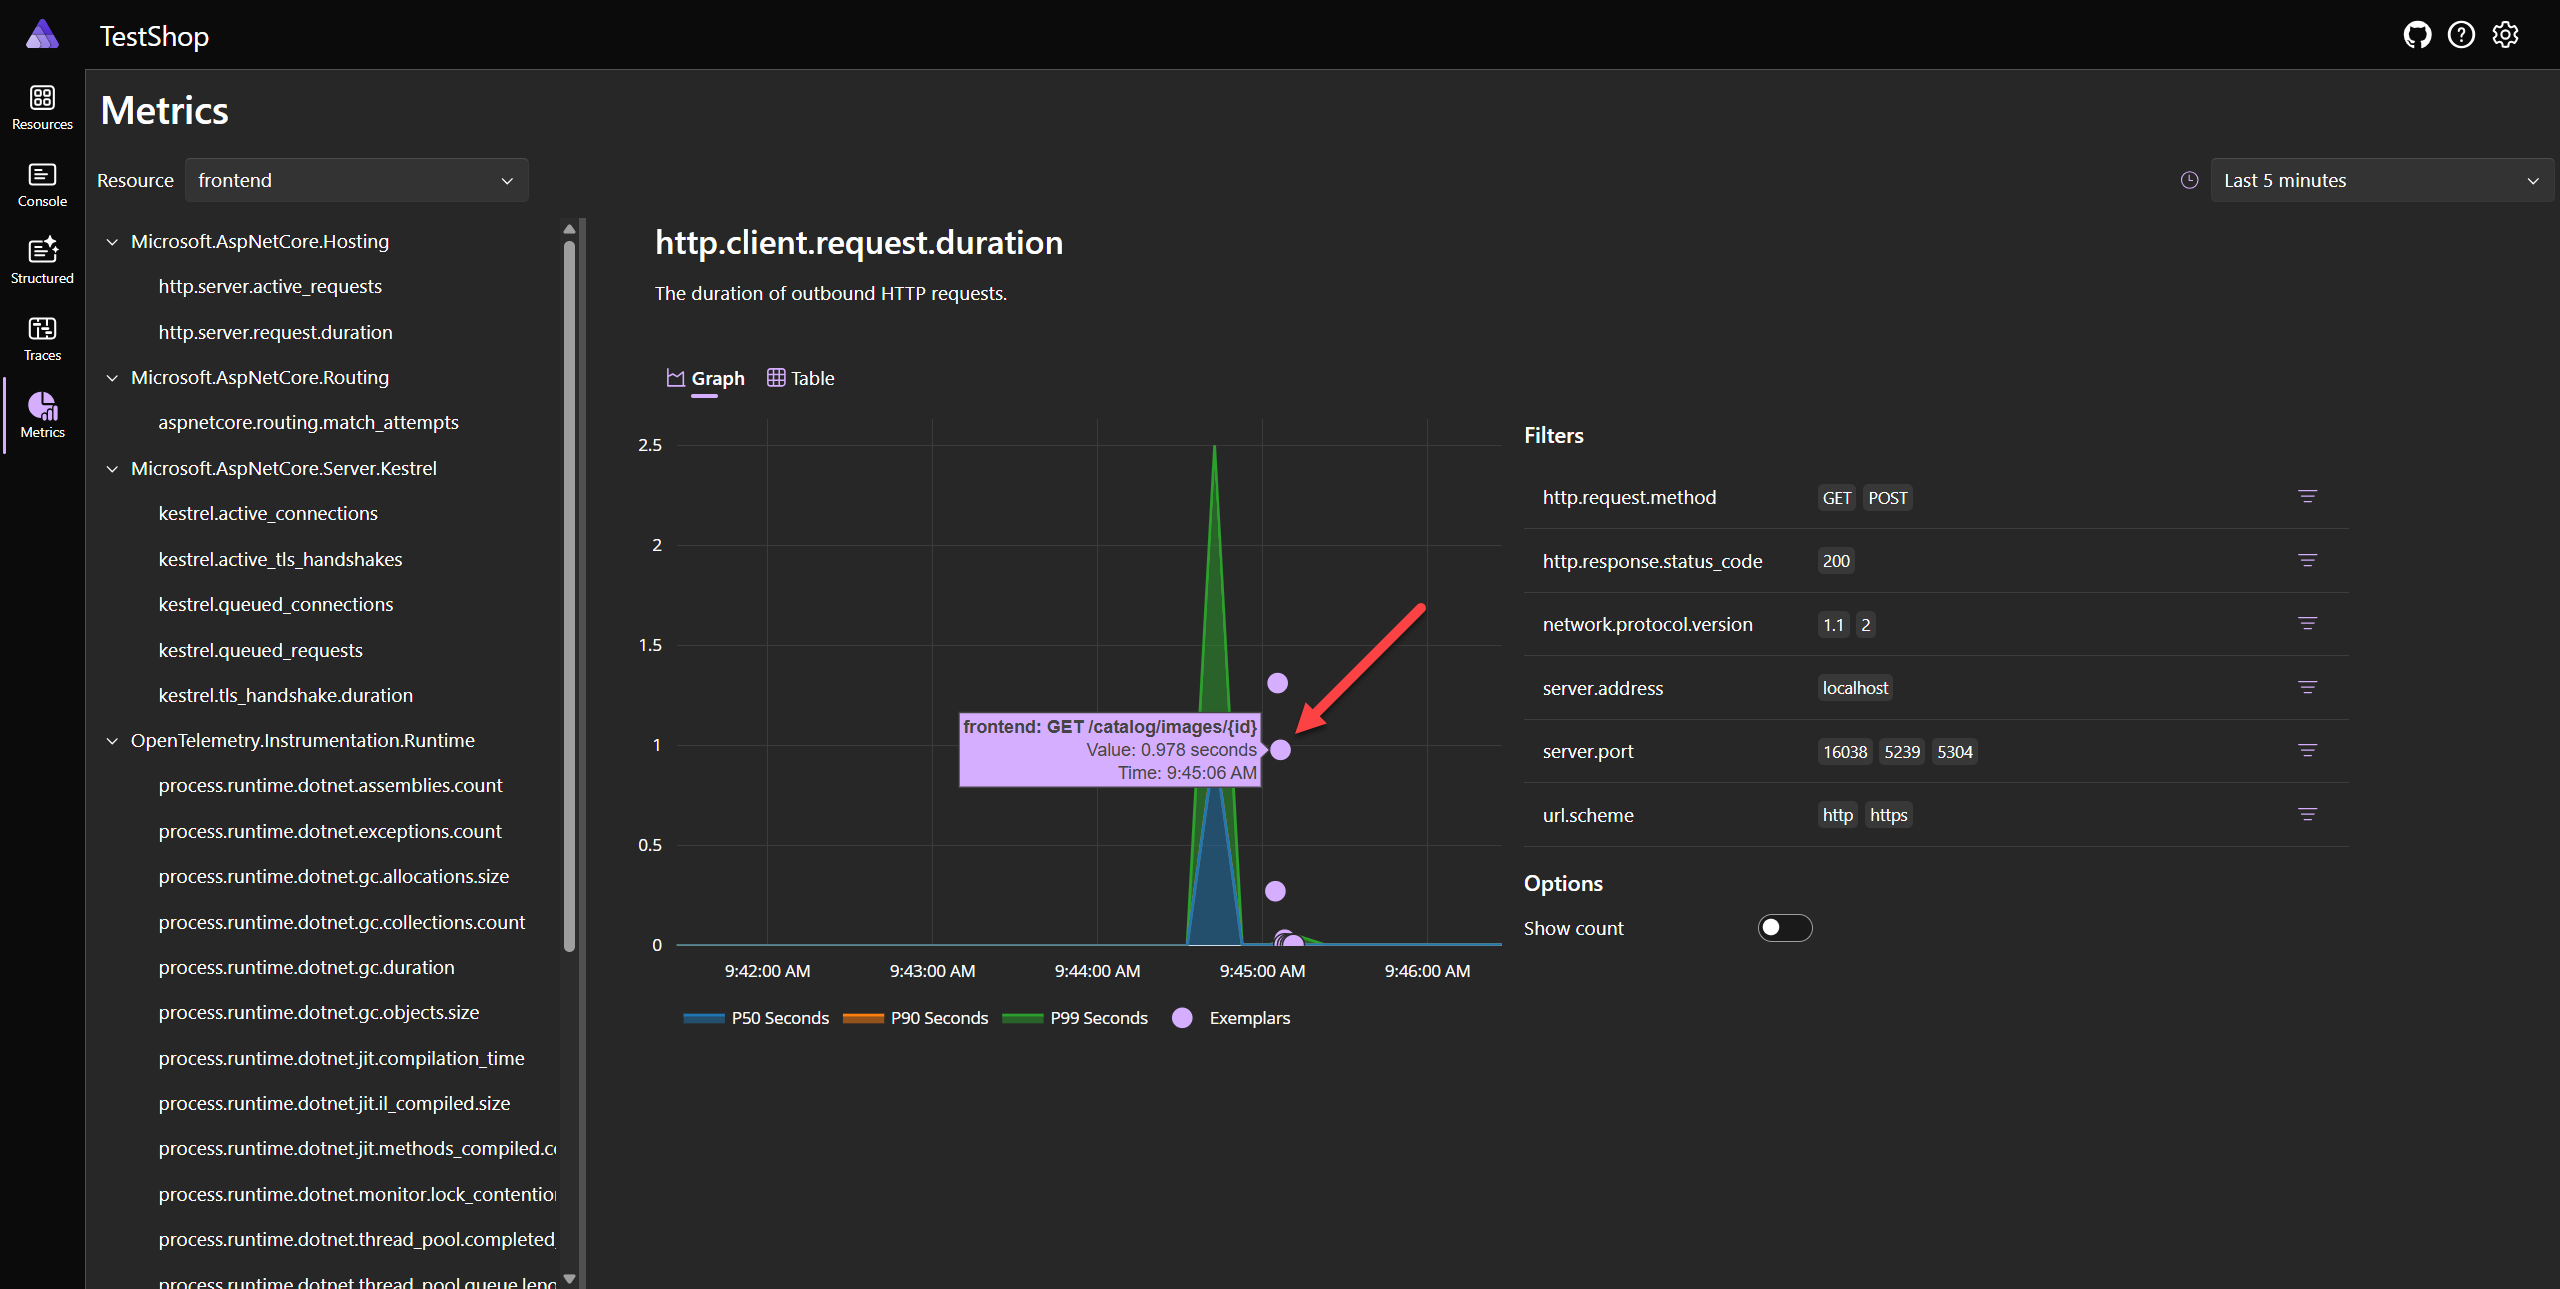 TestShop
Resources
Console
Structured
Traces
Metrics
Metrics
Resource frontend
Last 5 minutes
Microsoft.AspNetCore.Hosting
http.server.active_requests
http.server.request.duration
Microsoft.AspNetCore.Routing
aspnetcore.routing.match_attempts
Microsoft.AspNetCore.Server.Kestrel
kestrel.active_connections
kestrel.active_tls_handshakes
kestrel.queued_connections
kestrel.queued_requests
kestrel.tls_handshake.duration
OpenTelemetry.Instrumentation.Runtime
process.runtime.dotnet.assemblies.count
process.runtime.dotnet.exceptions.count
process.runtime.dotnet.gc.allocations.size
process.runtime.dotnet.gc.collections.count
process.runtime.dotnet.gc.duration
process.runtime.dotnet.gc.objects.size
process.runtime.dotnet.jit.compilation_time
process.runtime.dotnet.jit.il_compiled.size
process.runtime.dotnet.jit.methods_compiled.c
process.runtime.dotnet.monitor.lock_contention
process.runtime.dotnet.thread_pool.completed_
process.runtime.dotnet.thread_pool.queue.leng
http.client.request.duration
The duration of outbound HTTP requests.
Graph Table
2.5
2
1.5
1
0.5
0
frontend: GET /catalog/images/{id}
Value: 0.978 seconds
Time: 9:45:06 AM
9:42:00 AM 9:43:00 AM 9:44:00 AM 9:45:00 AM 9:46:00 AM
P50 Seconds P90 Seconds P99 Seconds Exemplars
Filters
http.request.method GET POST
http.response.status_code 200
network.protocol.version 1.1 2
server.address localhost
server.port 16038 5239 5304
url.scheme http https
Options
Show count